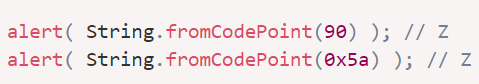 alert( String.fromCodePoint(90) ); // Z
alert( String.fromCodePoint(0x5a) ); // Z